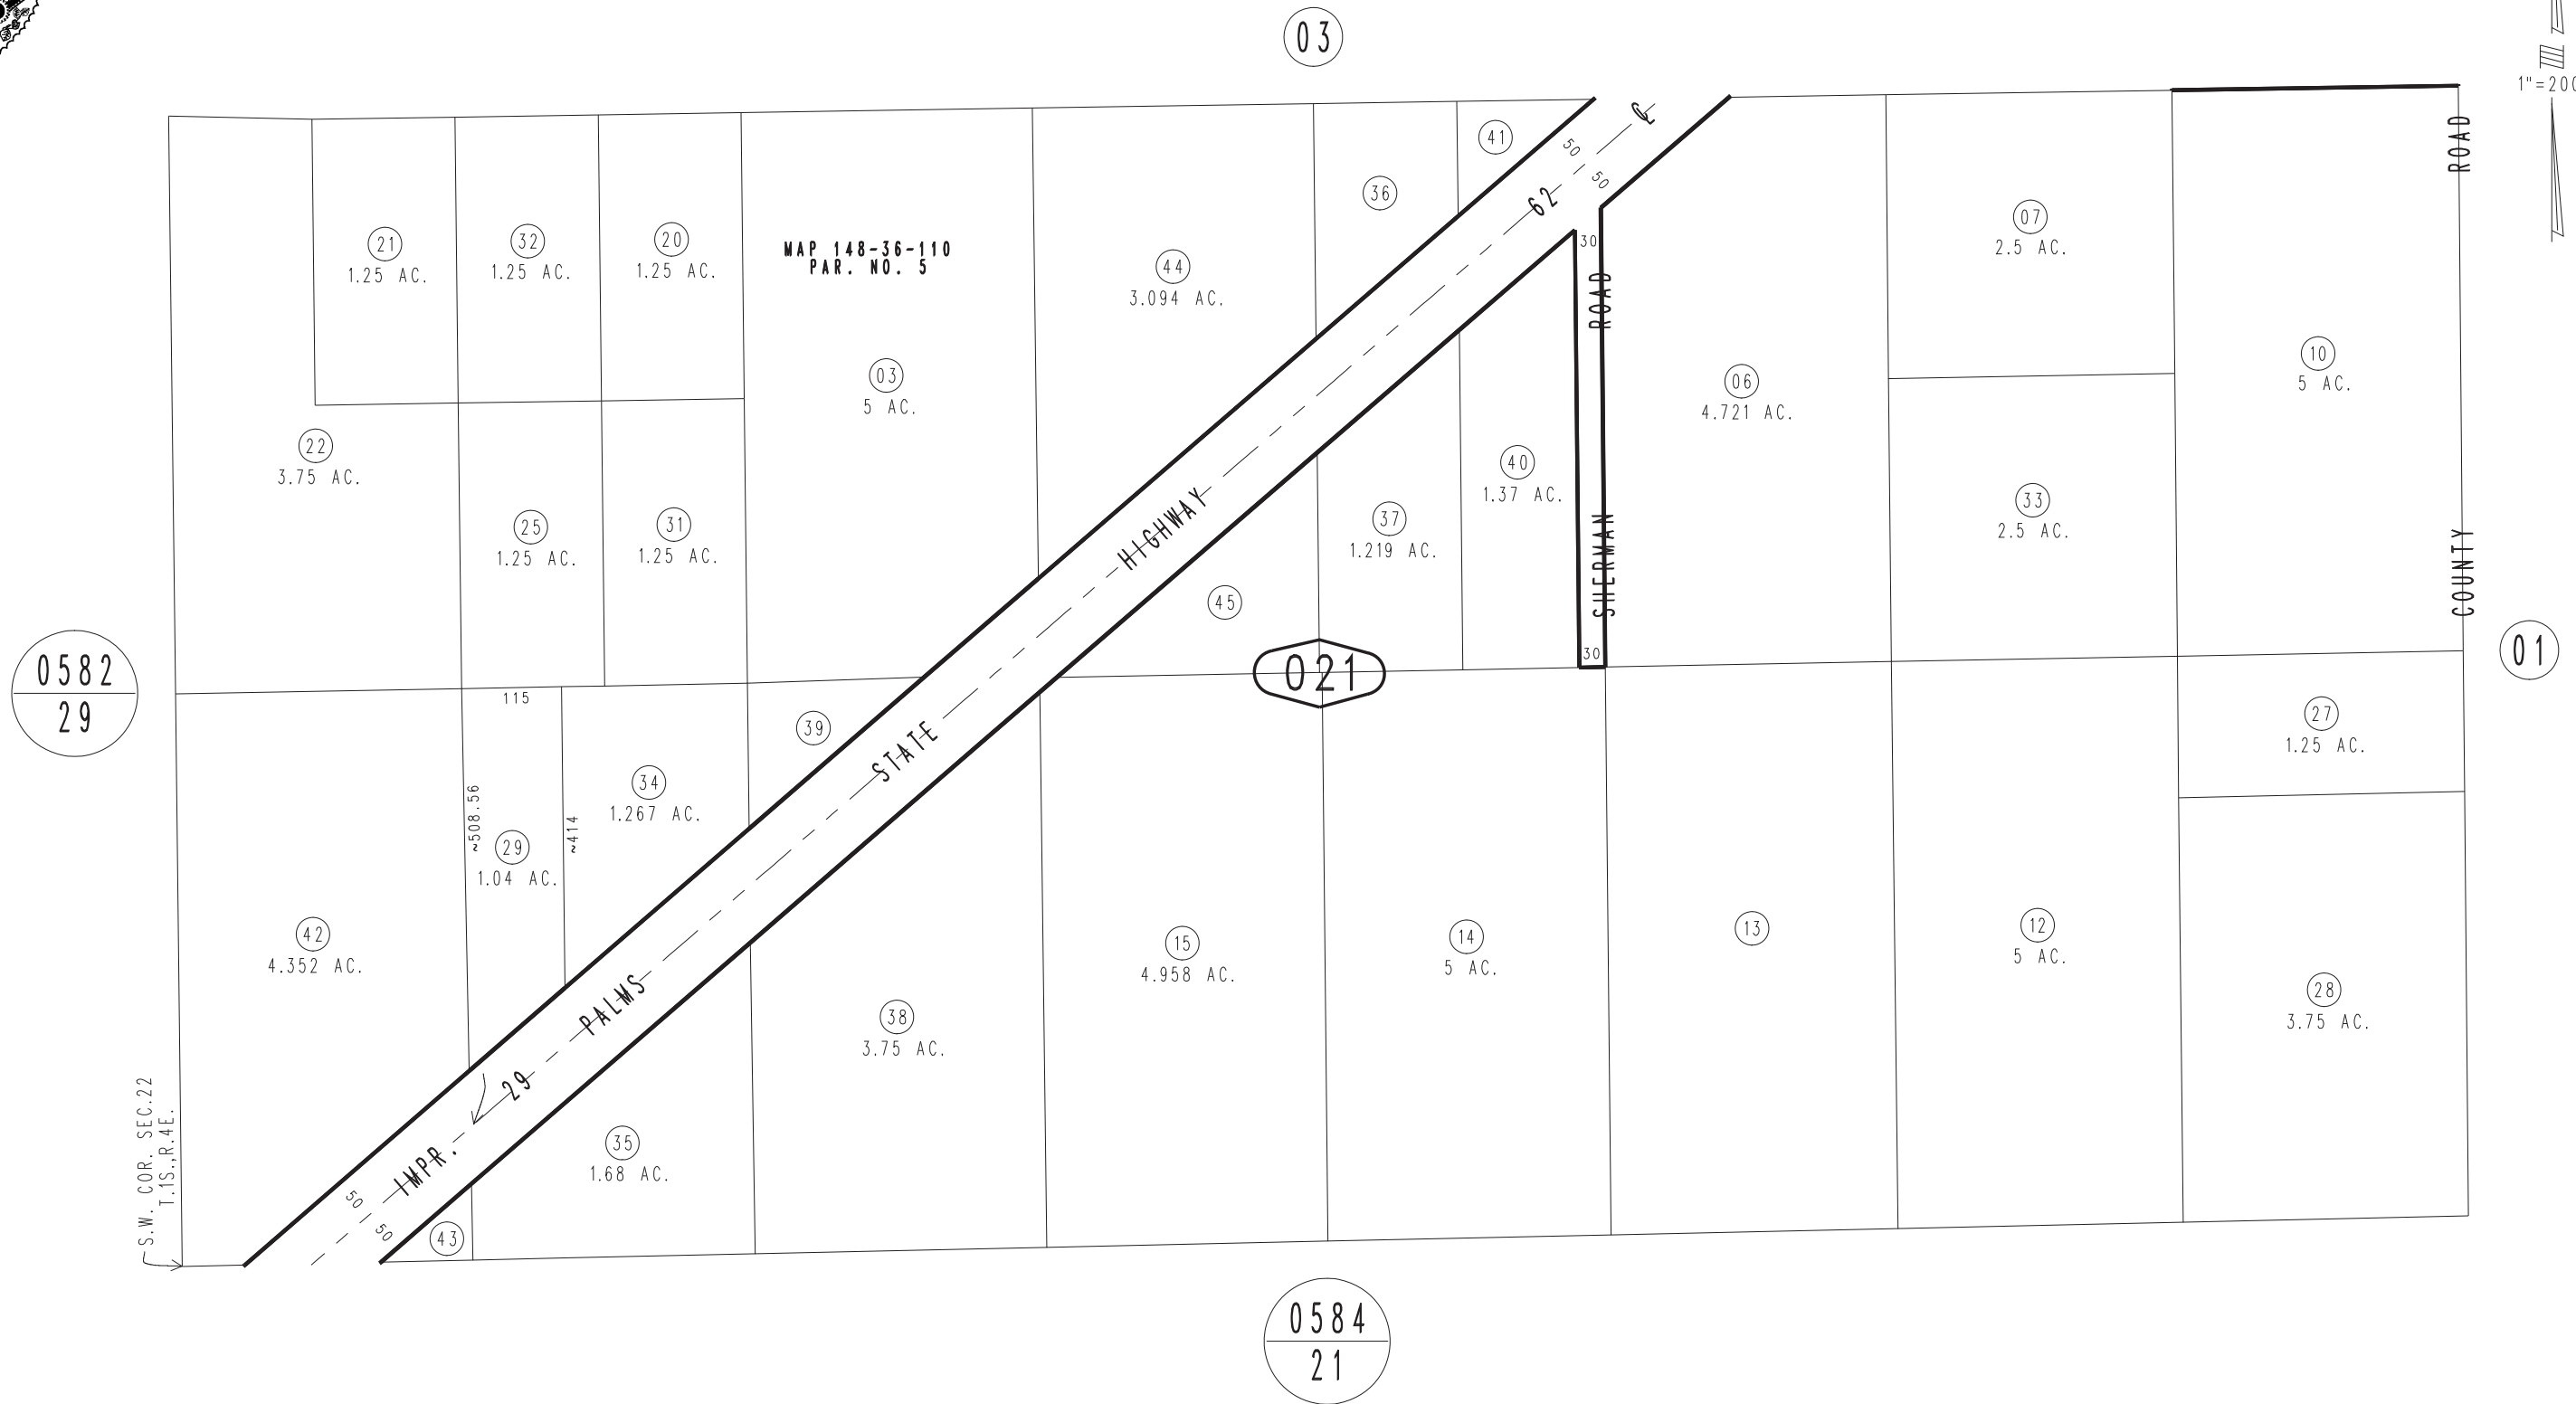 03
1"=200
41
36
21
1.25 AC.
32
1.25 AC.
20
1.25 AC.
MAP 148-36-110
PAR. NO. 5
44
3.094 AC.
07
2.5 AC.
ROAD
50
50
62
30
ROAD
03
5 AC.
06
4.721 AC.
10
5 AC.
22
3.75 AC.
40
1.37 AC.
33
2.5 AC.
25
1.25 AC.
31
1.25 AC.
HIGHWAY
37
1.219 AC.
SHERMAN
COUNTY
45
30
01
0582
29
021
115
39
STATE
27
1.25 AC.
34
1.267 AC.
~508.56
~414
29
1.04 AC.
42
4.352 AC.
15
4.958 AC.
14
5 AC.
13
12
5 AC.
28
3.75 AC.
PALMS
38
3.75 AC.
29
IMPR.
35
1.68 AC.
S.W. COR. SEC.22
T.1S.,R.4E.
50
50
43
0584
21